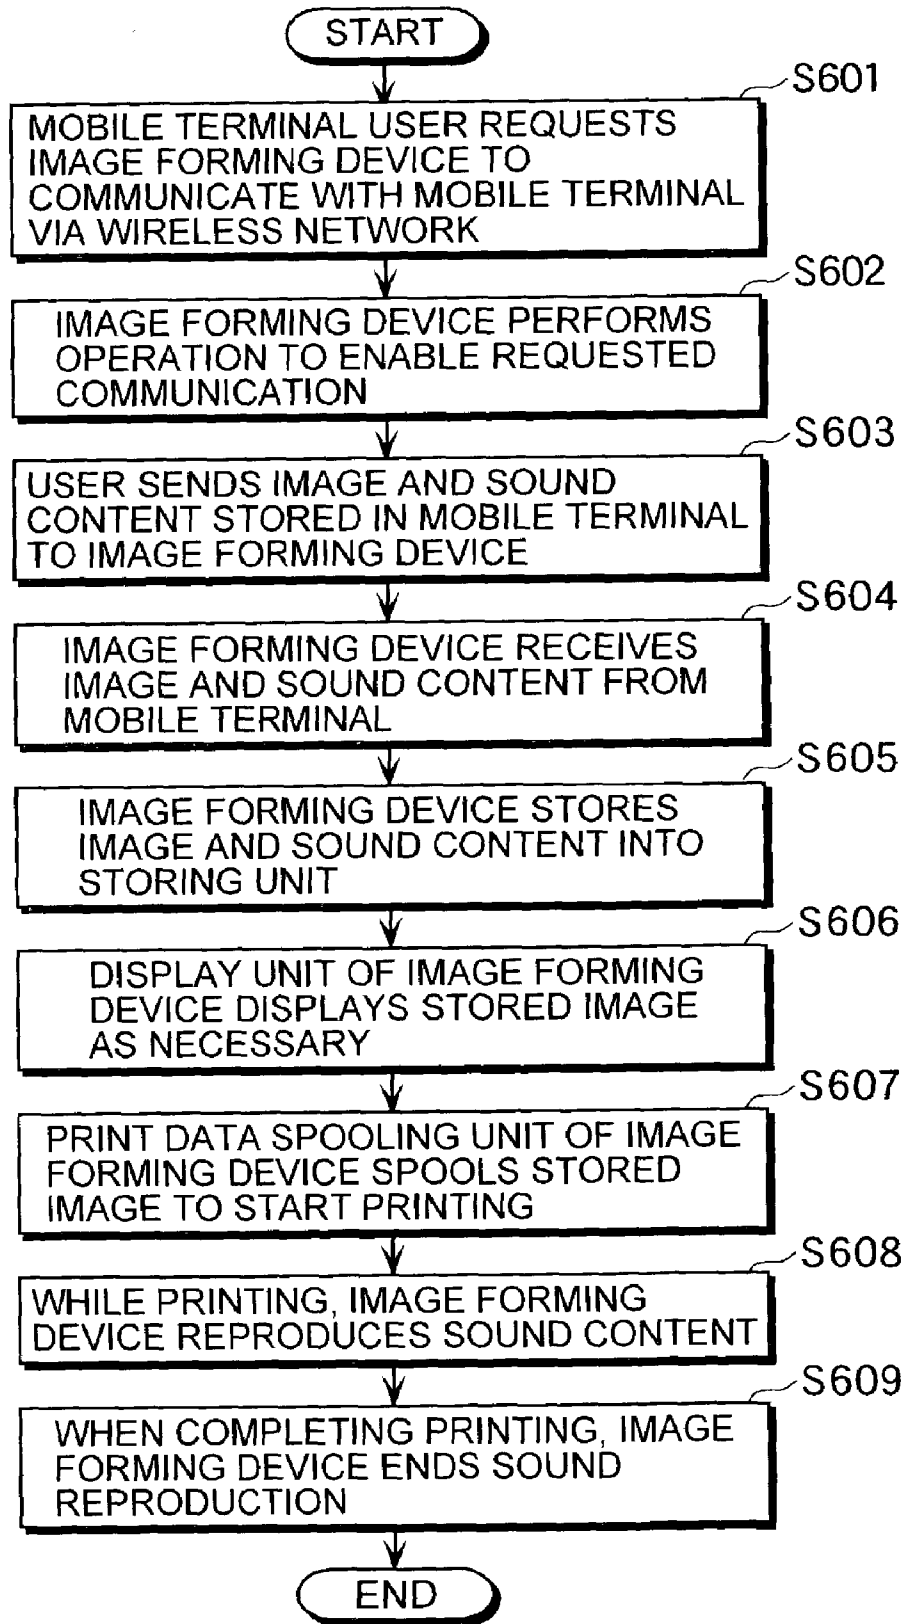 START
S601
MOBILE TERMINAL USER REQUESTS
IMAGE FORMING DEVICE TO
COMMUNICATE WITH MOBILE TERMINAL
VIA WIRELESS NETWORK
S602
IMAGE FORMING DEVICE PERFORMS
OPERATION TO ENABLE REQUESTED
COMMUNICATION
S603
USER SENDS IMAGE AND SOUND
CONTENT STORED IN MOBILE TERMINAL
TO IMAGE FORMING DEVICE
S604
IMAGE FORMING DEVICE RECEIVES
IMAGE AND SOUND CONTENT FROM
MOBILE TERMINAL
S605
IMAGE FORMING DEVICE STORES
IMAGE AND SOUND CONTENT INTO
STORING UNIT
S606
DISPLAY UNIT OF IMAGE FORMING
DEVICE DISPLAYS STORED IMAGE
AS NECESSARY
S607
PRINT DATA SPOOLING UNIT OF IMAGE
FORMING DEVICE SPOOLS STORED
IMAGE TO START PRINTING
S608
WHILE PRINTING, IMAGE FORMING
DEVICE REPRODUCES SOUND CONTENT
S609
WHEN COMPLETING PRINTING, IMAGE
FORMING DEVICE ENDS SOUND
REPRODUCTION
END